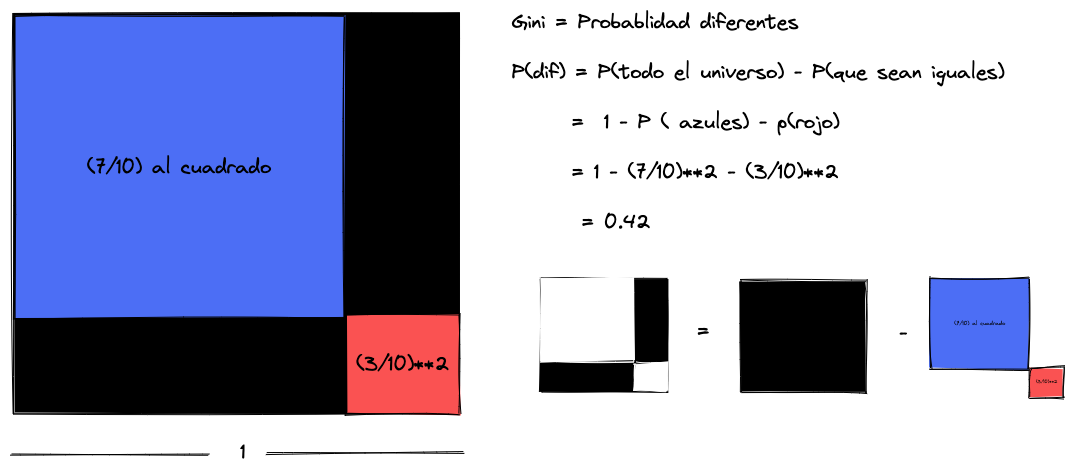 Gini = Probablidad diferentes
P(dif) = P(todo el universo) - P(que sean iguales)
= 1 - P ( azules) - p(rojo)
= 1 - (7/10)**2 - (3/10)**2
= 0.42
(7/10) al cuadrado
(3/10)**2
1
=
-
(7/10) al cuadrado
(3/10)**2